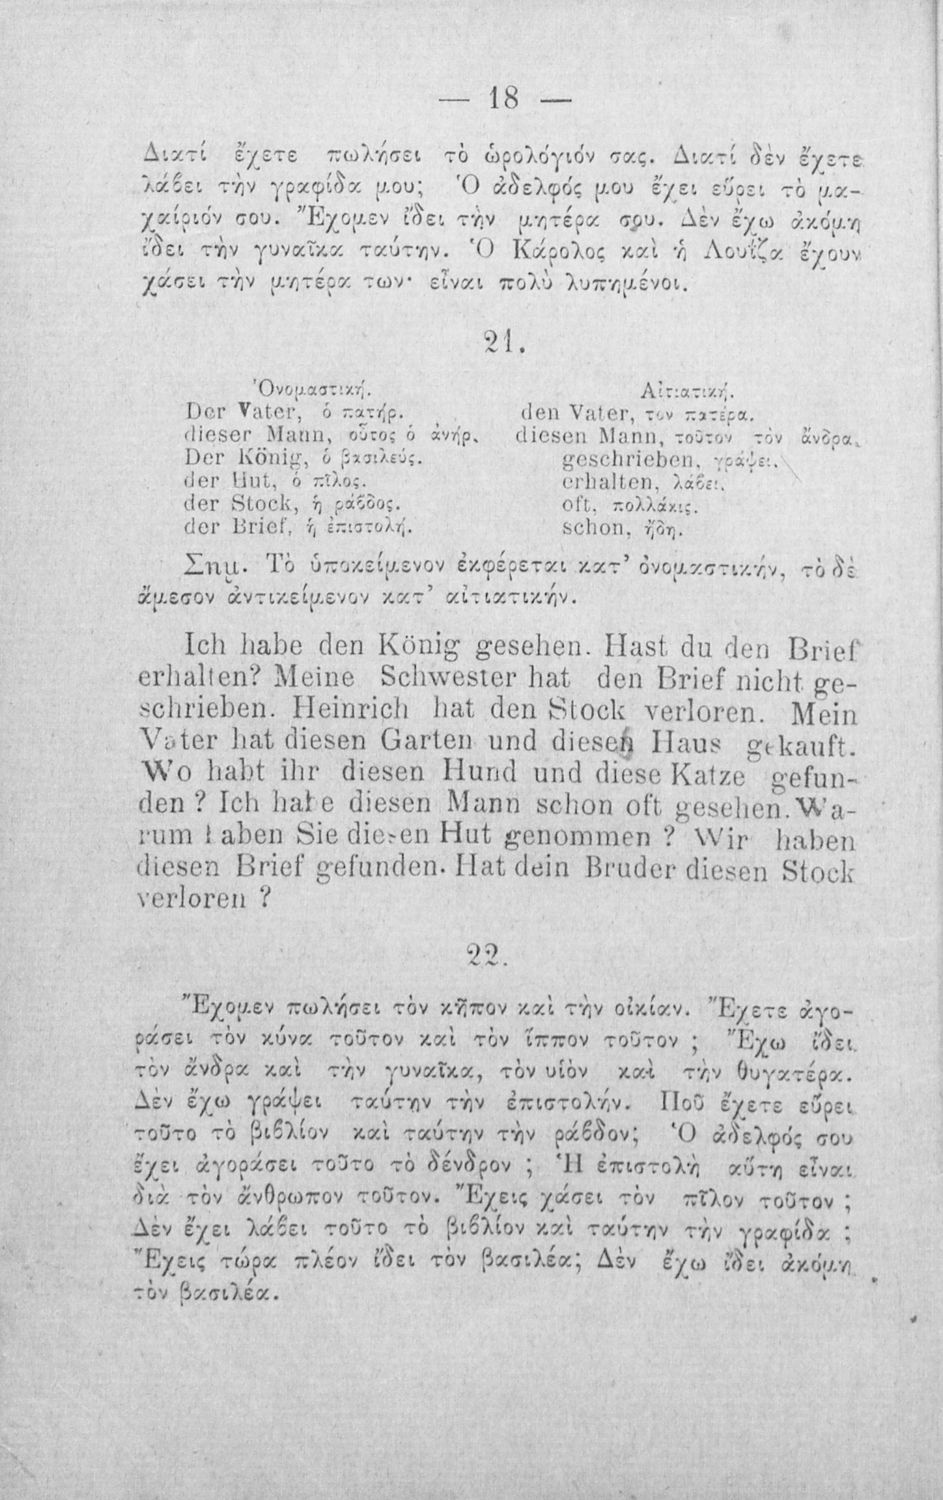 — 18 —
Διατί ἔχετε πωλήσει τὸ ὡρολόγιόν σας. Διατί δὲν ἔχετε
λάβει τὴν γραφίδα μου; Ὁ ἀδελφός μου ἔχει εὕρει τὸ μα-
χαίριόν σου. Ἔχομεν ἴδει τὴν μητέρα σου. Δὲν ἔχω ἀκόμη
ἴδει τὴν γυναῖκα ταύτην. Ὁ Κάρολος καὶ ἡ Λουΐζα ἔχουν
χάσει τὴν μητέρα των· εἶναι πολὺ λυπημένοι.
21.
Ὀνομαστική. Αἰτιατική.
Der Vater, ὁ πατήρ. den Vater, τον πατέρα.
dieser Mann, οὗτος ὁ ἀνήρ. diesen Mann, τοῦτον τὸν ἄνδρα.
Der König, ὁ βασιλεύς. geschrieben, γράψει.
der Hut, ὁ πῖλος. erhalten, λάβει.
der Stock, ἡ ράβδος. oft, πολλάκις.
der Brief, ἡ ἐπιστολή. schon, ἤδη.
Σημ. Τὸ ὑποκείμενον ἐκφέρεται κατ’ ὀνομαστικήν, τὸ δὲ
ἄμεσον ἀντικείμενον κατ’ αἰτιατικήν.
Ich habe den König gesehen. Hast du den Brief
erhalten? Meine Schwester hat den Brief nicht ge-
schrieben. Heinrich hat den Stock verloren. Mein
Vater hat diesen Garten und diesen Haus gekauft.
Wo habt ihr diesen Hund und diese Katze gefun-
den ? Ich habe diesen Mann schon oft gesehen. Wa-
rum haben Sie diesen Hut genommen ? Wir haben
diesen Brief gefunden. Hat dein Bruder diesen Stock
verloren ?
22.
Ἔχομεν πωλήσει τὸν κῆπον καὶ τὴν οἰκίαν. Ἔχετε ἀγο-
ράσει τὸν κύνα τοῦτον καὶ τὸν ἵππον τοῦτον ; Ἔχω ἴδει
τὸν ἄνδρα καὶ τὴν γυναῖκα, τὸν υἱὸν καὶ τὴν θυγατέρα.
Δὲν ἔχω γράψει ταύτην τὴν ἐπιστολήν. Ποῦ ἔχετε εὕρει
τοῦτο τὸ βιβλίον καὶ ταύτην τὴν ράβδον; Ὁ ἀδελφός σου
ἔχει ἀγοράσει τοῦτο τὸ δένδρον ; Ἡ ἐπιστολὴ αὕτη εἶναι
διὰ τὸν ἄνθρωπον τοῦτον. Ἔχεις χάσει τὸν πῖλον τοῦτον ;
Δὲν ἔχει λάβει τοῦτο τὸ βιβλίον καὶ ταύτην τὴν γραφίδα ;
Ἔχεις τώρα πλέον ἴδει τὸν βασιλέα; Δὲν ἔχω ἴδει ἀκόμη
τὸν βασιλέα.